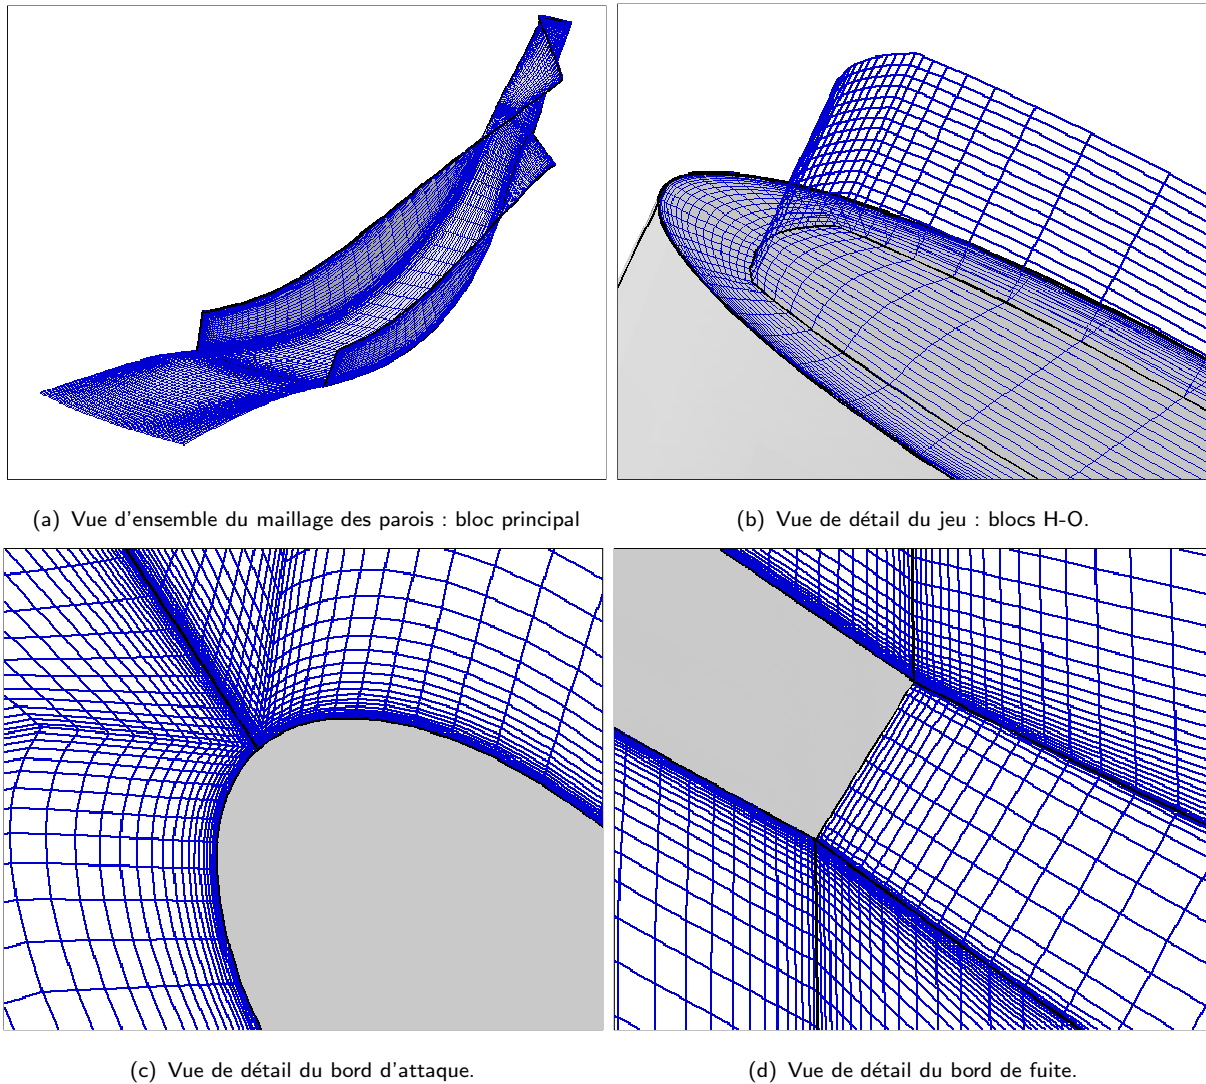 (a) Vue d'ensemble du maillage des parois : bloc principal
(b) Vue de détail du jeu : blocs H-O.
(c) Vue de détail du bord d'attaque.
(d) Vue de détail du bord de fuite.